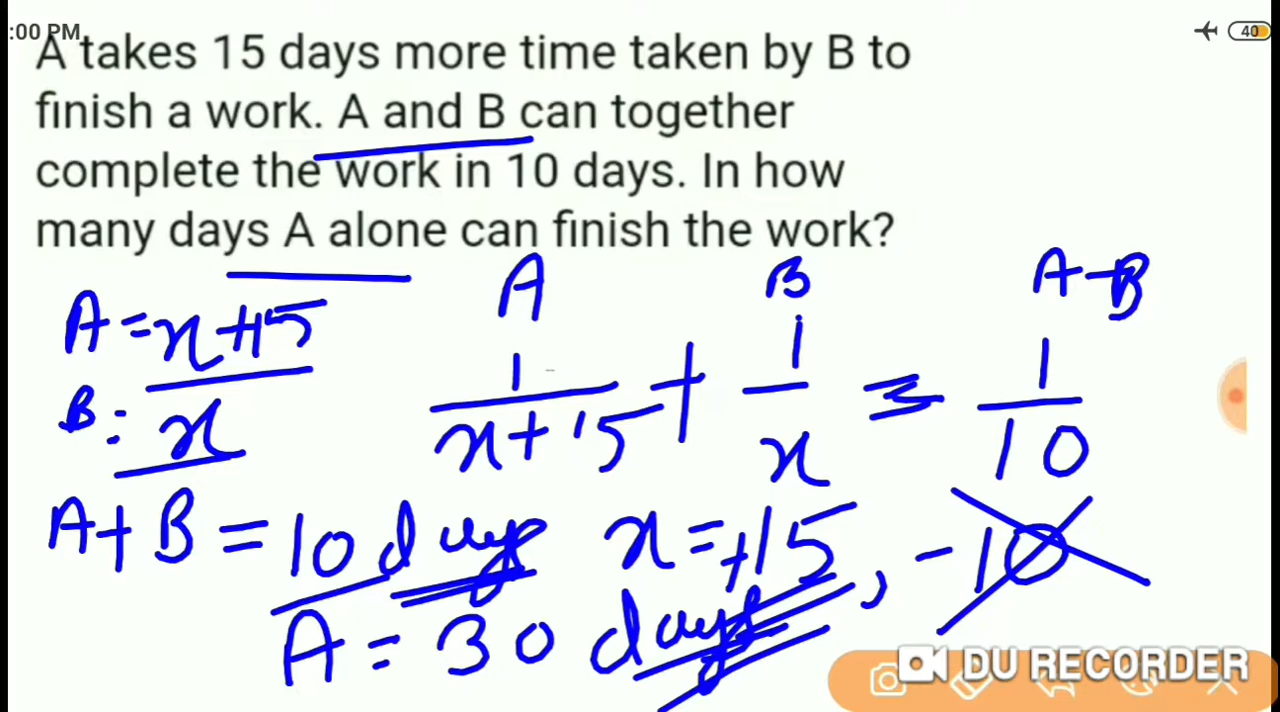 :00 PM
40
A takes 15 days more time taken by B to
finish a work. A and B can together
complete the work in 10 days. In how
many days A alone can finish the work?
A = x+15
B = x
A+B = 10 days
A B A+B
1/(x+15) + 1/x = 1/10
x = +15, -10
A = 30 days
DU RECORDER